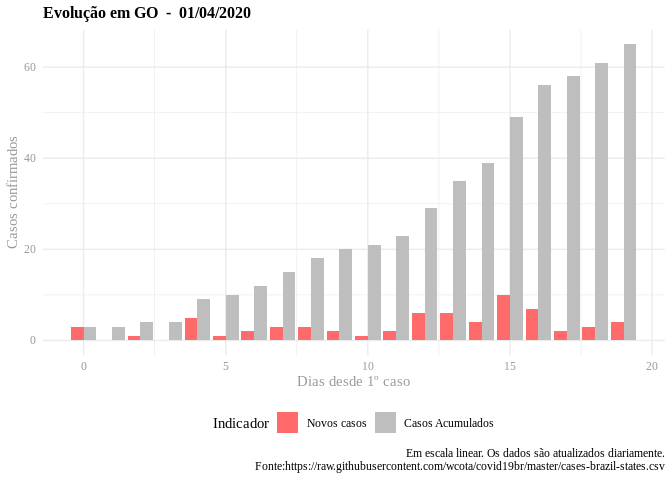 Evolução em GO - 01/04/2020
Casos confirmados
60
40
20
0
0 5 10 15 20
Dias desde 1º caso
Indicador Novos casos Casos Acumulados
Em escala linear. Os dados são atualizados diariamente.
Fonte:https://raw.githubusercontent.com/wcota/covid19br/master/cases-brazil-states.csv